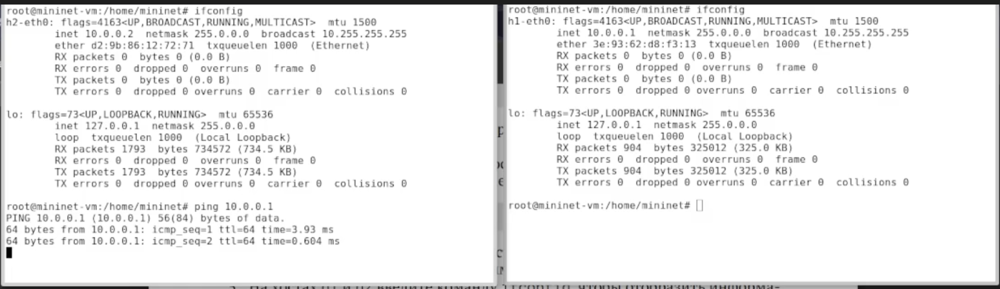 root@mininet-vm:/home/mininet# ifconfig
h2-eth0: flags=4163<UP,BROADCAST,RUNNING,MULTICAST>  mtu 1500
        inet 10.0.0.2  netmask 255.0.0.0  broadcast 10.255.255.255
        ether d2:9b:86:12:72:71  txqueuelen 1000  (Ethernet)
        RX packets 0  bytes 0 (0.0 B)
        RX errors 0  dropped 0  overruns 0  frame 0
        TX packets 0  bytes 0 (0.0 B)
        TX errors 0  dropped 0 overruns 0  carrier 0  collisions 0

lo: flags=73<UP,LOOPBACK,RUNNING>  mtu 65536
        inet 127.0.0.1  netmask 255.0.0.0
        loop  txqueuelen 1000  (Local Loopback)
        RX packets 1793  bytes 734572 (734.5 KB)
        RX errors 0  dropped 0  overruns 0  frame 0
        TX packets 1793  bytes 734572 (734.5 KB)
        TX errors 0  dropped 0 overruns 0  carrier 0  collisions 0

root@mininet-vm:/home/mininet# ping 10.0.0.1
PING 10.0.0.1 (10.0.0.1) 56(84) bytes of data.
64 bytes from 10.0.0.1: icmp_seq=1 ttl=64 time=3.93 ms
64 bytes from 10.0.0.1: icmp_seq=2 ttl=64 time=0.604 ms

root@mininet-vm:/home/mininet# ifconfig
h1-eth0: flags=4163<UP,BROADCAST,RUNNING,MULTICAST>  mtu 1500
        inet 10.0.0.1  netmask 255.0.0.0  broadcast 10.255.255.255
        ether 3e:93:62:d8:f3:13  txqueuelen 1000  (Ethernet)
        RX packets 0  bytes 0 (0.0 B)
        RX errors 0  dropped 0  overruns 0  frame 0
        TX packets 0  bytes 0 (0.0 B)
        TX errors 0  dropped 0 overruns 0  carrier 0  collisions 0

lo: flags=73<UP,LOOPBACK,RUNNING>  mtu 65536
        inet 127.0.0.1  netmask 255.0.0.0
        loop  txqueuelen 1000  (Local Loopback)
        RX packets 904  bytes 325012 (325.0 KB)
        RX errors 0  dropped 0  overruns 0  frame 0
        TX packets 904  bytes 325012 (325.0 KB)
        TX errors 0  dropped 0 overruns 0  carrier 0  collisions 0

root@mininet-vm:/home/mininet#
На хостах h1 и h2 введите команду ifconfig, чтобы отобразить информа-